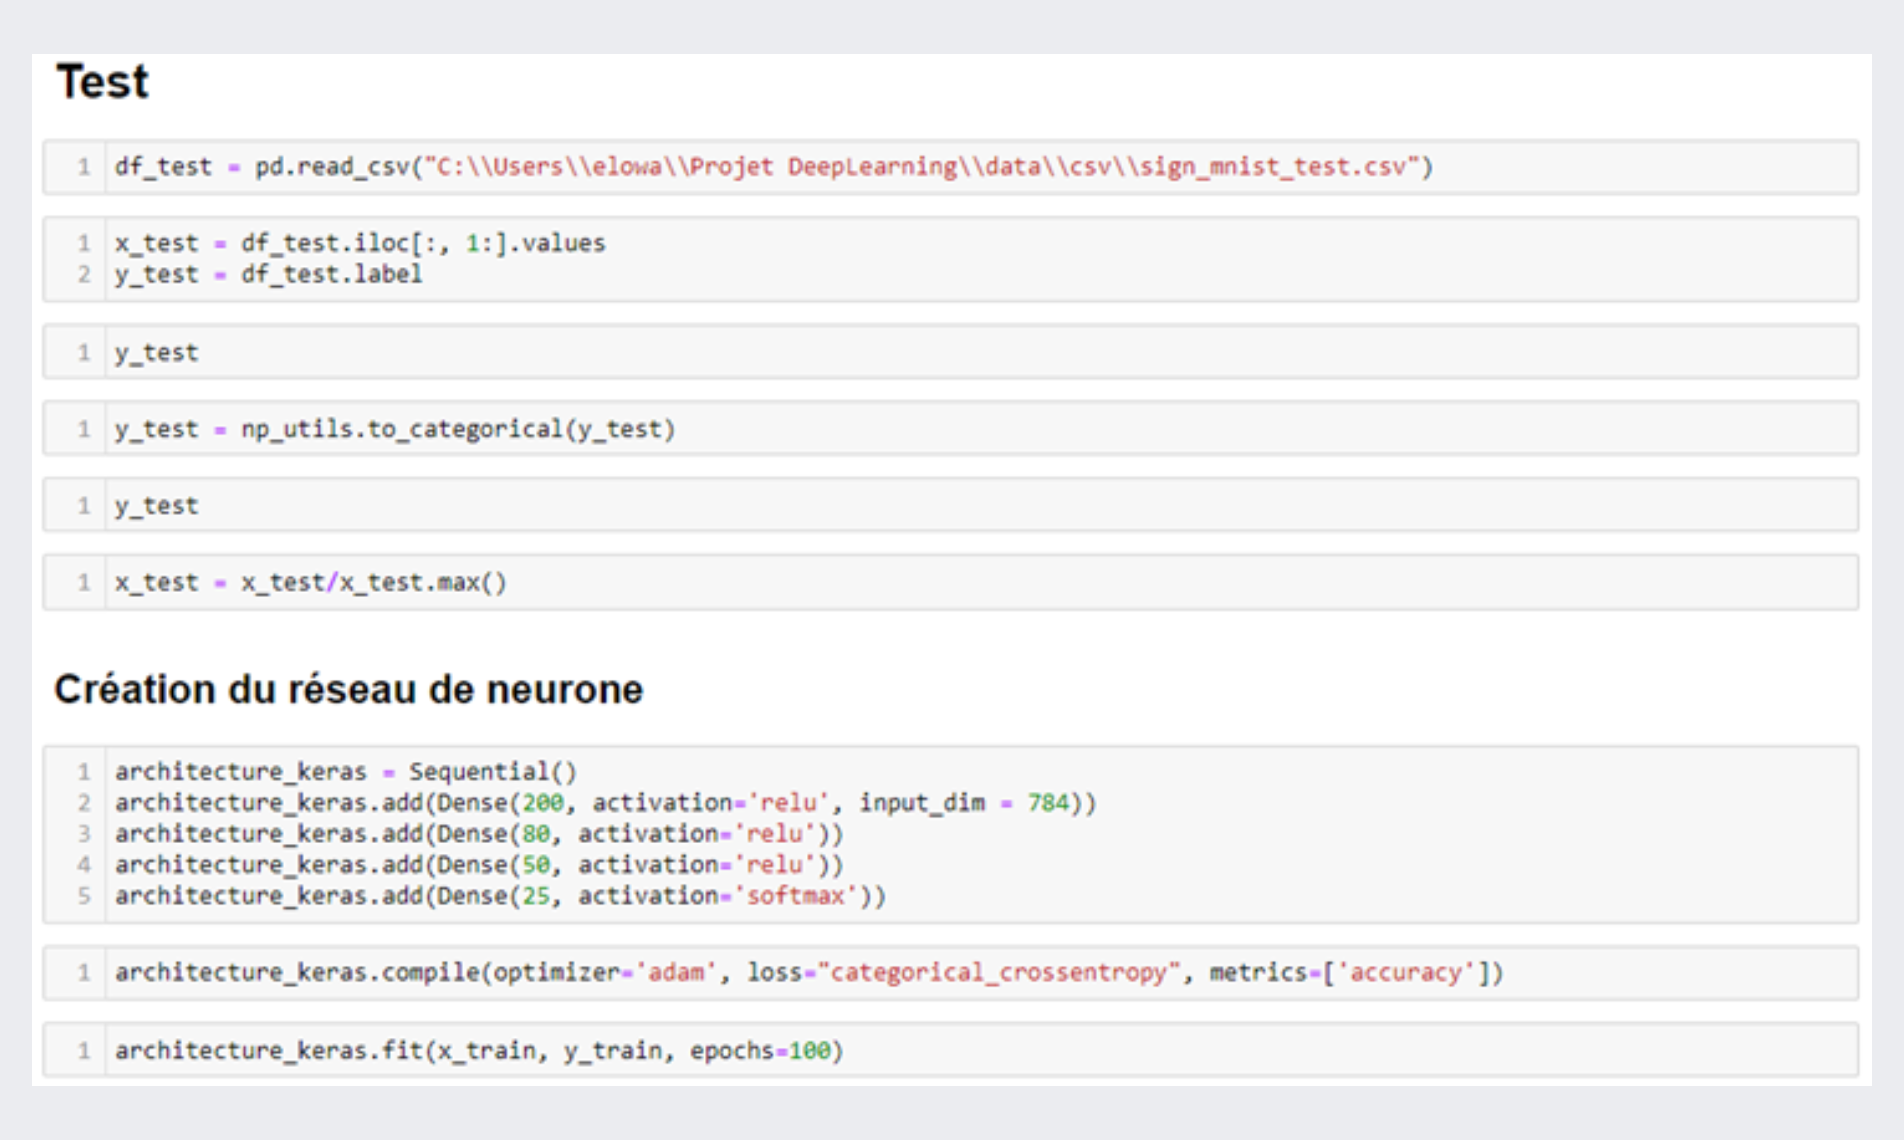 Test
1 df_test = pd.read_csv("C:\\Users\\elowa\\Projet DeepLearning\\data\\csv\\sign_mnist_test.csv")
1 x_test = df_test.iloc[:, 1:].values
2 y_test = df_test.label
1 y_test
1 y_test = np_utils.to_categorical(y_test)
1 y_test
1 x_test = x_test/x_test.max()
Création du réseau de neurone
1 architecture_keras = Sequential()
2 architecture_keras.add(Dense(200, activation='relu', input_dim = 784))
3 architecture_keras.add(Dense(80, activation='relu'))
4 architecture_keras.add(Dense(50, activation='relu'))
5 architecture_keras.add(Dense(25, activation='softmax'))
1 architecture_keras.compile(optimizer='adam', loss="categorical_crossentropy", metrics=['accuracy'])
1 architecture_keras.fit(x_train, y_train, epochs=100)